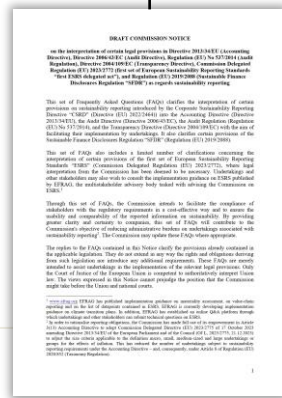 DRAFT COMMISSION NOTICE
on the interpretation of certain legal provisions in Directive 2013/34/EU (Accounting
Directive), Directive 2006/43/EC (Audit Directive), Regulation (EU) No 537/2014 (Audit
Regulation), Directive 2004/109/EC (Transparency Directive), Commission Delegated
Regulation (EU) 2023/2772 (first set of European Sustainability Reporting Standards
"first ESRS delegated act"), and Regulation (EU) 2019/2088 (Sustainable Finance
Disclosures Regulation "SFDR") as regards sustainability reporting
This set of Frequently Asked Questions (FAQs) clarifies the interpretation of certain
provisions on sustainability reporting introduced by the Corporate Sustainability Reporting
Directive "CSRD" (Directive (EU) 2022/2464) into the Accounting Directive (Directive
2013/34/EU), the Audit Directive (Directive 2006/43/EC), the Audit Regulation (Regulation
(EU) No 537/2014), and the Transparency Directive (Directive 2004/109/EC) with the aim of
facilitating their implementation by undertakings. It also clarifies certain provisions of the
Sustainable Finance Disclosure Regulation "SFDR" (Regulation (EU) 2019/2088).
This set of FAQs also includes a limited number of clarifications concerning the
interpretation of certain provisions of the first set of European Sustainability Reporting
Standards "ESRS" (Commission Delegated Regulation (EU) 2023/2772), where legal
interpretation from the Commission has been deemed to be necessary. Undertakings and
other stakeholders may also wish to consult the implementation guidance on ESRS published
by EFRAG, the multistakeholder advisory body tasked with advising the Commission on
ESRS.¹
Through this set of FAQs, the Commission intends to facilitate the compliance of
stakeholders with the regulatory requirements in a cost-effective way and to ensure the
usability and comparability of the reported information on sustainability. By providing
greater clarity and certainty to companies, this set of FAQs will contribute to the
Commission's objective of reducing administrative burdens on undertakings associated with
sustainability reporting.² The Commission may update these FAQs where appropriate.
The replies to the FAQs contained in this Notice clarify the provisions already contained in
the applicable legislation. They do not extend in any way the rights and obligations deriving
from such legislation nor introduce any additional requirements. These FAQs are merely
intended to assist undertakings in the implementation of the relevant legal provisions. Only
the Court of Justice of the European Union is competent to authoritatively interpret Union
law. The views expressed in this Notice cannot prejudge the position that the Commission
might take before the Union and national courts.
1